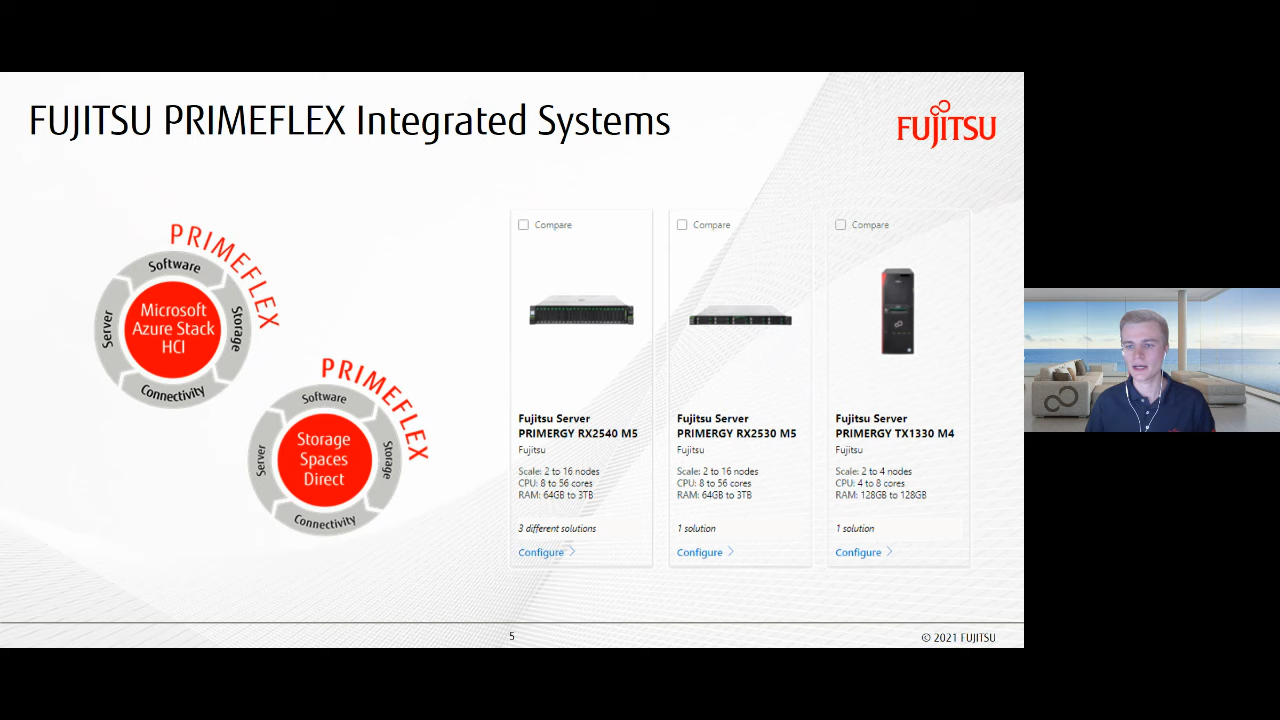 FUJITSU PRIMEFLEX Integrated Systems
FUJITSU
PRIMEFLEX
Software
Server
Microsoft
Azure Stack
HCI
Storage
Connectivity
PRIMEFLEX
Software
Server
Storage
Spaces
Direct
Storage
Connectivity
Compare
Fujitsu Server
PRIMERGY RX2540 M5
Fujitsu
Scale: 2 to 16 nodes
CPU: 8 to 56 cores
RAM: 64GB to 3TB
3 different solutions
Configure
Compare
Fujitsu Server
PRIMERGY RX2530 M5
Fujitsu
Scale: 2 to 16 nodes
CPU: 8 to 56 cores
RAM: 64GB to 3TB
1 solution
Configure
Compare
Fujitsu Server
PRIMERGY TX1330 M4
Fujitsu
Scale: 2 to 4 nodes
CPU: 4 to 8 cores
RAM: 128GB to 128GB
1 solution
Configure
5
© 2021 FUJITSU